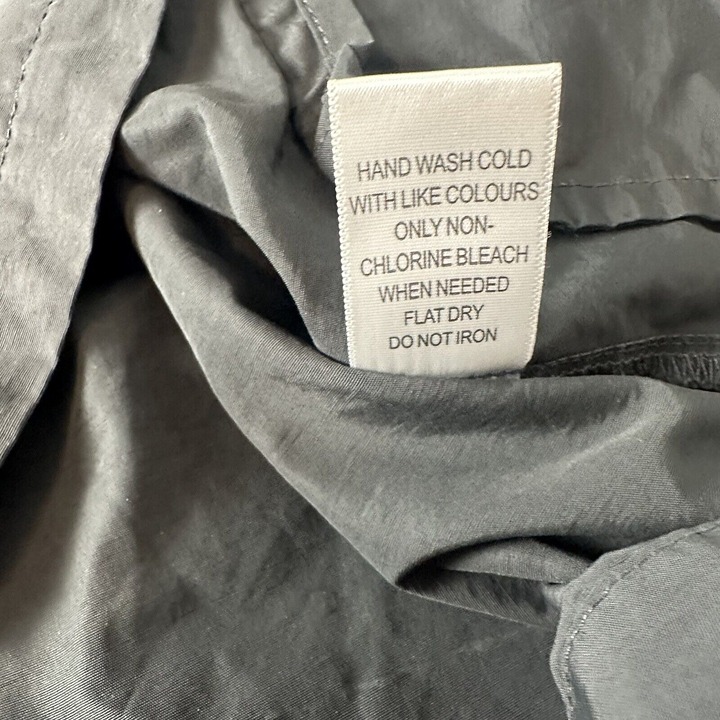 HAND WASH COLD
WITH LIKE COLOURS
ONLY NON-
CHLORINE BLEACH
WHEN NEEDED
FLAT DRY
DO NOT IRON